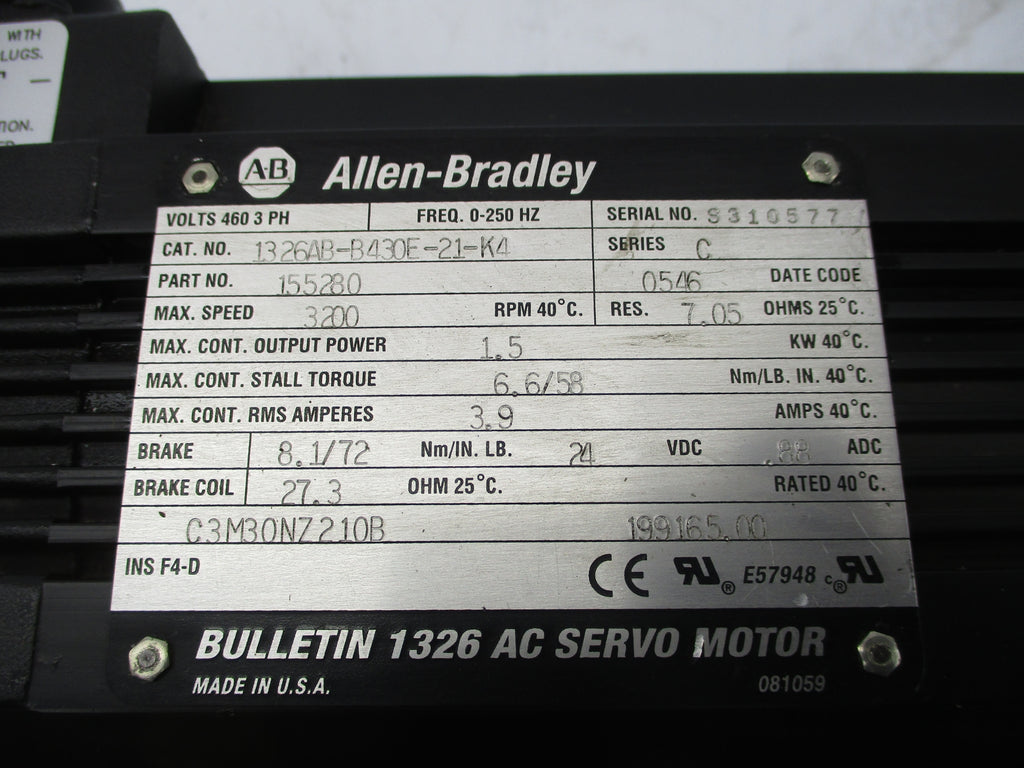 WITH
LUGS.
TION.
A-B Allen-Bradley
VOLTS 460 3 PH FREQ. 0-250 HZ SERIAL NO. S310577
CAT. NO. 1326AB-B430E-21-K4 SERIES C
PART NO. 155280 0546 DATE CODE
MAX. SPEED 3200 RPM 40°C. RES. 7.05 OHMS 25°C.
MAX. CONT. OUTPUT POWER 1.5 KW 40°C.
MAX. CONT. STALL TORQUE 6.6/58 Nm/LB. IN. 40°C.
MAX. CONT. RMS AMPERES 3.9 AMPS 40°C.
BRAKE 8.1/72 Nm/IN. LB. 24 VDC .88 ADC
BRAKE COIL 27.3 OHM 25°C. RATED 40°C.
C3M30NZ210B 199165.00
INS F4-D CE RU® E57948 c®RU
BULLETIN 1326 AC SERVO MOTOR
MADE IN U.S.A. 081059